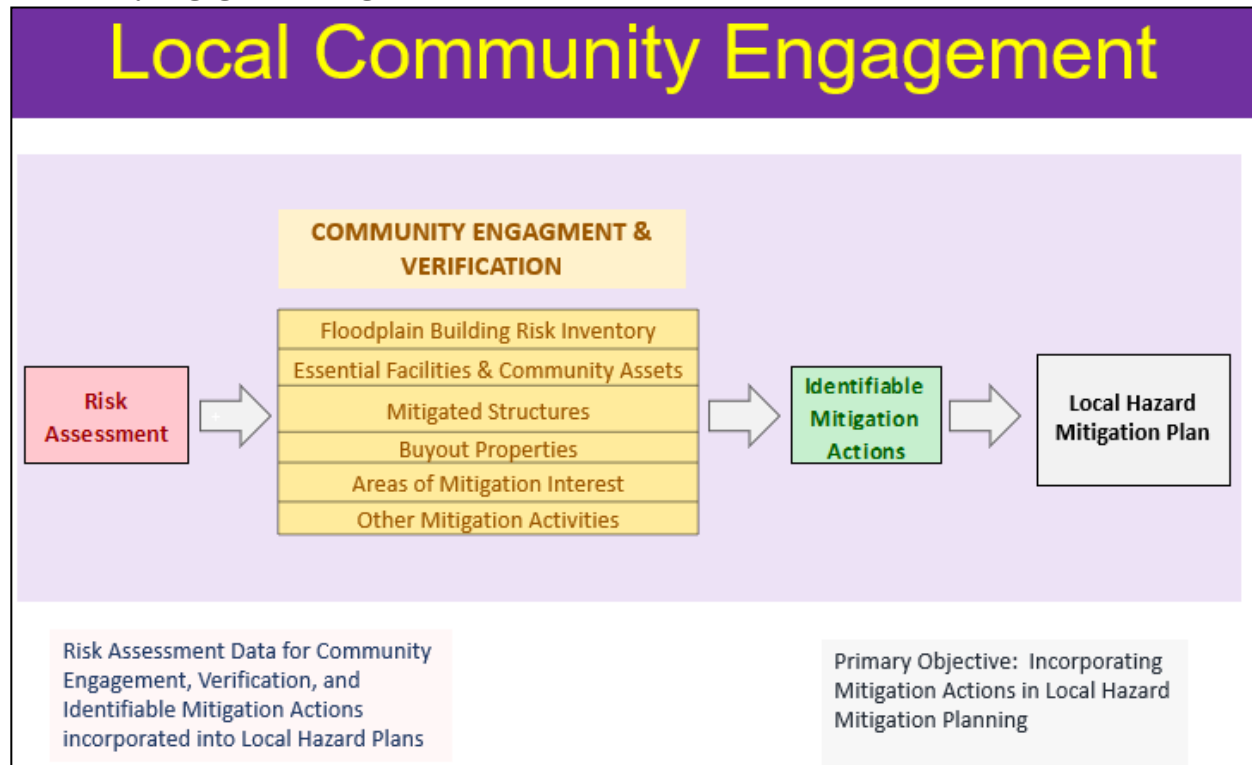 Local Community Engagement
COMMUNITY ENGAGMENT &
VERIFICATION
Floodplain Building Risk Inventory
Essential Facilities & Community Assets
Mitigated Structures
Buyout Properties
Areas of Mitigation Interest
Other Mitigation Activities
Risk
Assessment
Identifiable
Mitigation
Actions
Local Hazard
Mitigation Plan
Risk Assessment Data for Community
Engagement, Verification, and
Identifiable Mitigation Actions
incorporated into Local Hazard Plans
Primary Objective: Incorporating
Mitigation Actions in Local Hazard
Mitigation Planning